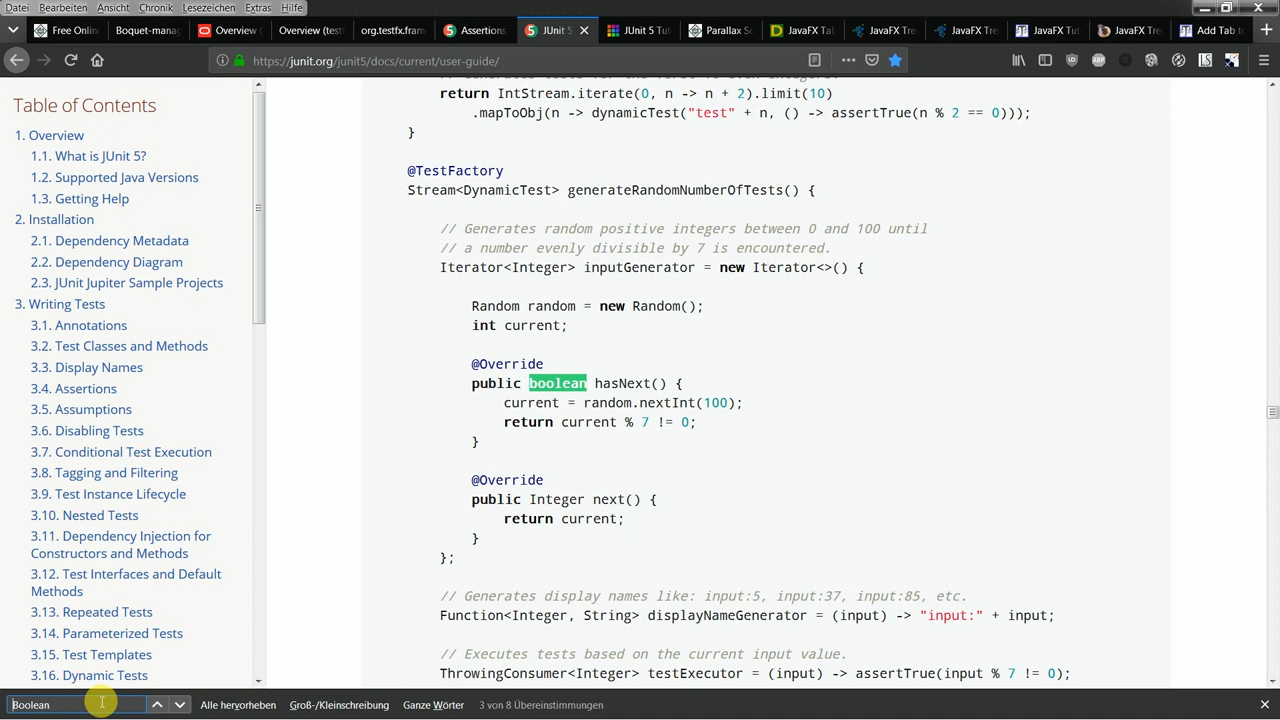 Datei Bearbeiten Ansicht Chronik Lesezeichen Extras Hilfe
Free Onlin Boquet-manag Overview ( Overview (test org.testfx.fram Assertions JUnit 5 JUnit 5 Tut Parallax Sc JavaFX Tab JavaFX Tre JavaFX Tre JavaFX Tut JavaFX Tre Add Tab to
https://junit.org/junit5/docs/current/user-guide/
Table of Contents
1. Overview
1.1. What is JUnit 5?
1.2. Supported Java Versions
1.3. Getting Help
2. Installation
2.1. Dependency Metadata
2.2. Dependency Diagram
2.3. JUnit Jupiter Sample Projects
3. Writing Tests
3.1. Annotations
3.2. Test Classes and Methods
3.3. Display Names
3.4. Assertions
3.5. Assumptions
3.6. Disabling Tests
3.7. Conditional Test Execution
3.8. Tagging and Filtering
3.9. Test Instance Lifecycle
3.10. Nested Tests
3.11. Dependency Injection for
Constructors and Methods
3.12. Test Interfaces and Default
Methods
3.13. Repeated Tests
3.14. Parameterized Tests
3.15. Test Templates
3.16. Dynamic Tests
return IntStream.iterate(0, n -> n + 2).limit(10)
.mapToObj(n -> dynamicTest("test" + n, () -> assertTrue(n % 2 == 0)));
}
@TestFactory
Stream<DynamicTest> generateRandomNumberOfTests() {
// Generates random positive integers between 0 and 100 until
// a number evenly divisible by 7 is encountered.
Iterator<Integer> inputGenerator = new Iterator<>() {
Random random = new Random();
int current;
@Override
public boolean hasNext() {
current = random.nextInt(100);
return current % 7 != 0;
}
@Override
public Integer next() {
return current;
}
};
// Generates display names like: input:5, input:37, input:85, etc.
Function<Integer, String> displayNameGenerator = (input) -> "input:" + input;
// Executes tests based on the current input value.
ThrowingConsumer<Integer> testExecutor = (input) -> assertTrue(input % 7 != 0);
Boolean Alle hervorheben Groß-/Kleinschreibung Ganze Wörter 3 von 8 Übereinstimmungen